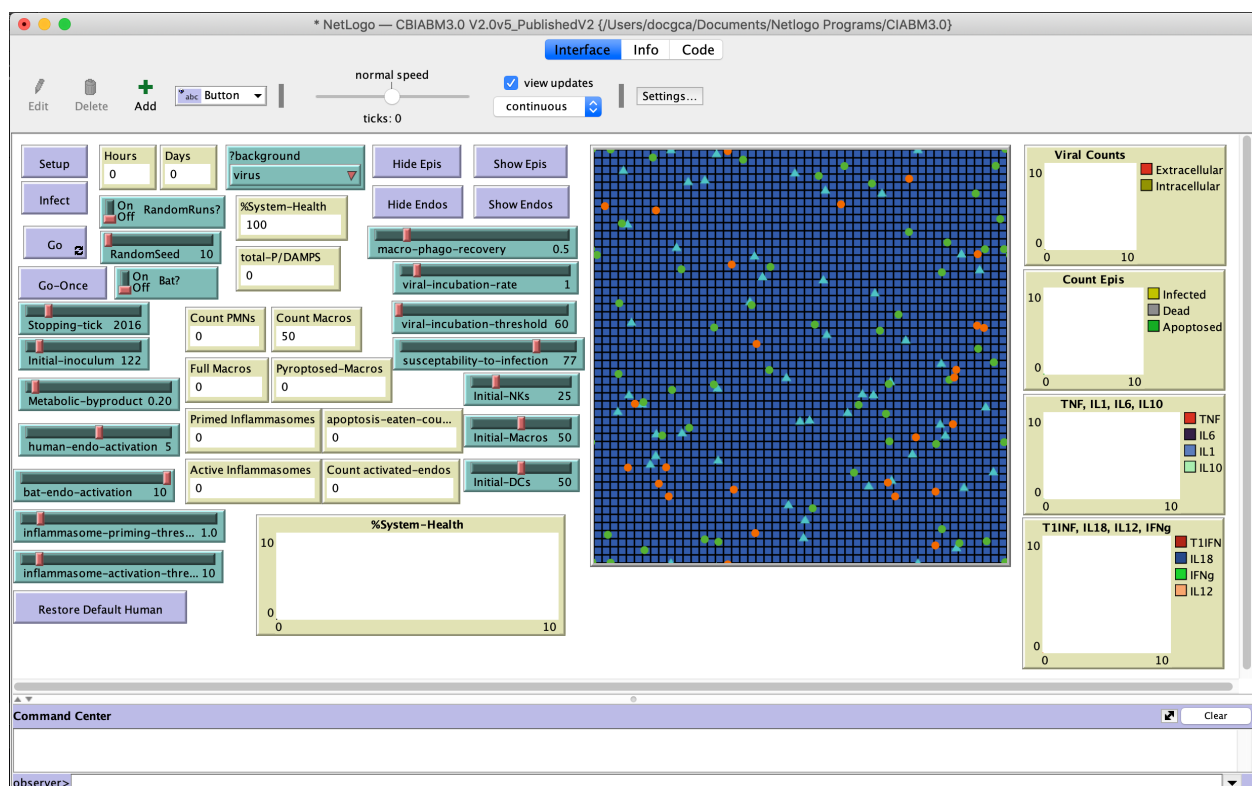 * NetLogo — CBIABM3.0 V2.0v5_PublishedV2 {/Users/docgca/Documents/Netlogo Programs/CIABM3.0}
Interface Info Code
Edit
Delete
Add
abc Button
normal speed
ticks: 0
view updates
continuous
Settings...
Setup
Infect
Go
Go-Once
Hours
0
Days
0
?background
virus
On
Off
RandomRuns?
RandomSeed 10
On
Off
Bat?
%System-Health
100
total-P/DAMPS
0
Hide Epis
Show Epis
Hide Endos
Show Endos
macro-phago-recovery 0.5
viral-incubation-rate 1
viral-incubation-threshold 60
susceptability-to-infection 77
Initial-NKs 25
Initial-Macros 50
Initial-DCs 50
Stopping-tick 2016
Initial-inoculum 122
Metabolic-byproduct 0.20
human-endo-activation 5
bat-endo-activation 10
inflammasome-priming-thres... 1.0
inflammasome-activation-thre... 10
Restore Default Human
Count PMNs
0
Count Macros
50
Full Macros
0
Pyroptosed-Macros
0
Primed Inflammasomes
0
apoptosis-eaten-cou...
0
Active Inflammasomes
0
Count activated-endos
0
%System-Health
10
0
0 10
Viral Counts
10
0
0 10
Extracellular
Intracellular
Count Epis
10
0
0 10
Infected
Dead
Apoptosed
TNF, IL1, IL6, IL10
10
0
0 10
TNF
IL6
IL1
IL10
T1INF, IL18, IL12, IFNg
10
0
0 10
T1IFN
IL18
IFNg
IL12
Command Center
Clear
observer>